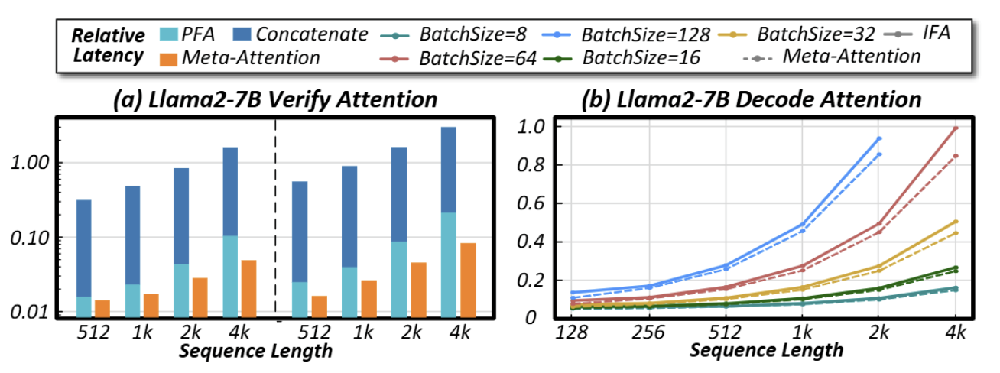 Relative Latency PFA Concatenate BatchSize=8 BatchSize=128 BatchSize=32 IFA
Meta-Attention BatchSize=64 BatchSize=16 Meta-Attention
(a) Llama2-7B Verify Attention
1.00
0.10
0.01
512 1k 2k 4k 512 1k 2k 4k
Sequence Length
(b) Llama2-7B Decode Attention
1.0
0.8
0.6
0.4
0.2
0
128 256 512 1k 2k 4k
Sequence Length